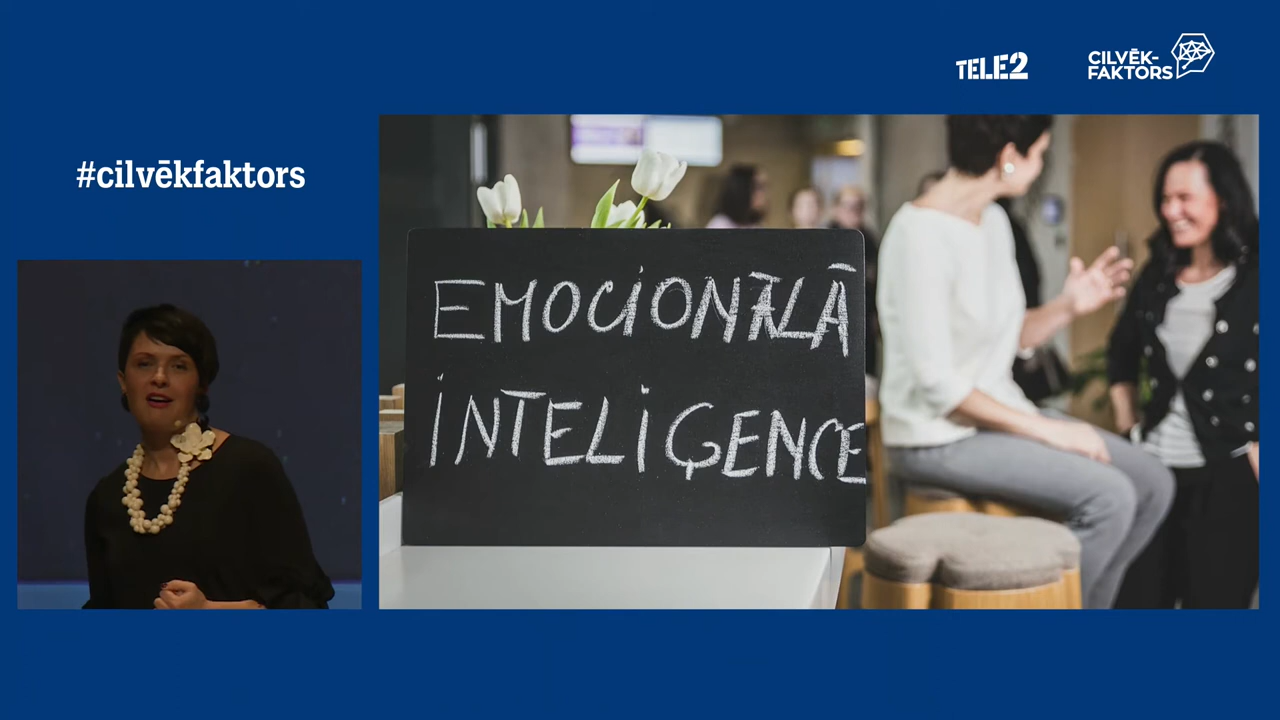 TELE2
CILVĒK-
FAKTORS
#cilvēkfaktors
EMOCIONĀLĀ
INTELIĢENCE